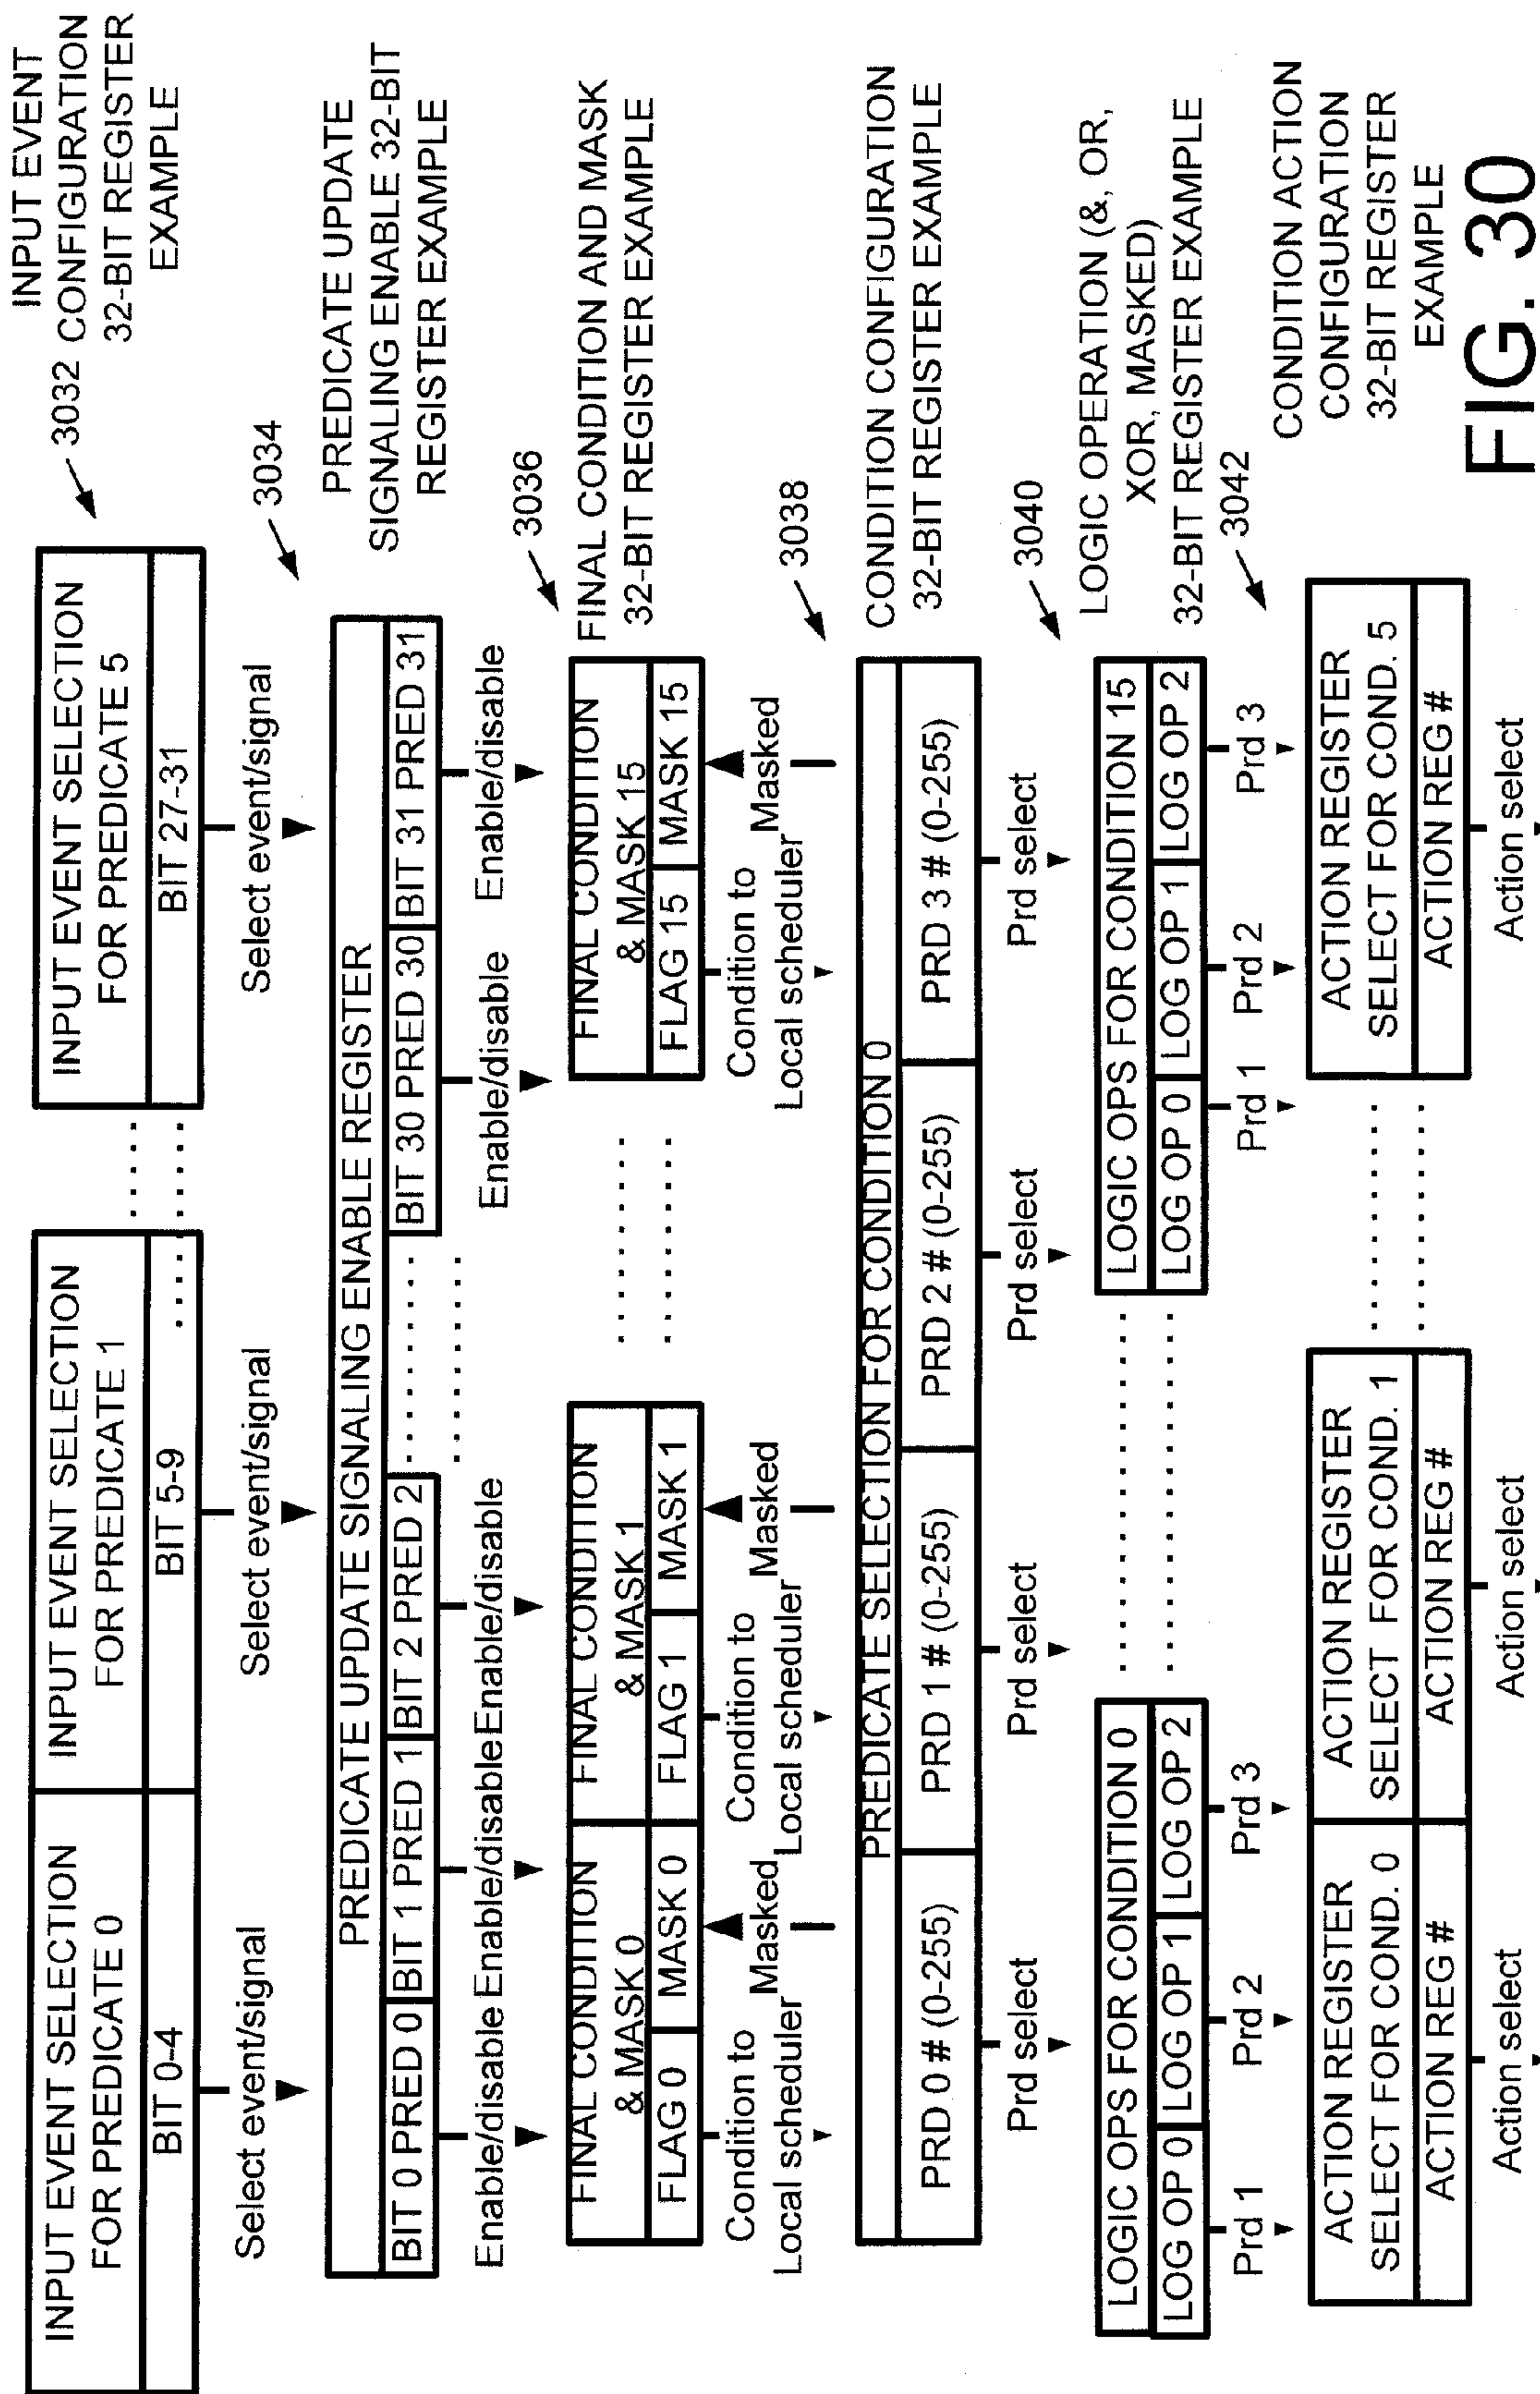 INPUT EVENT SELECTION
FOR PREDICATE 0
BIT 0-4
INPUT EVENT SELECTION
FOR PREDICATE 1
BIT 5-9
INPUT EVENT SELECTION
FOR PREDICATE 5
BIT 27-31
3032
INPUT EVENT
CONFIGURATION
32-BIT REGISTER
EXAMPLE
Select event/signal
Select event/signal
Select event/signal
3034
PREDICATE UPDATE SIGNALING ENABLE REGISTER
BIT 0 PRED 0
BIT 1 PRED 1
BIT 2 PRED 2
BIT 30 PRED 30
BIT 31 PRED 31
PREDICATE UPDATE
SIGNALING ENABLE 32-BIT
REGISTER EXAMPLE
Enable/disable
Enable/disable
Enable/disable
Enable/disable
Enable/disable
3036
FINAL CONDITION
& MASK 0
FLAG 0
MASK 0
FINAL CONDITION
& MASK 1
FLAG 1
MASK 1
FINAL CONDITION
& MASK 15
FLAG 15
MASK 15
FINAL CONDITION AND MASK
32-BIT REGISTER EXAMPLE
Condition to
Local scheduler
Masked
Condition to
Local scheduler
Masked
Condition to
Local scheduler
Masked
3038
PREDICATE SELECTION FOR CONDITION 0
PRD 0 # (0-255)
PRD 1 # (0-255)
PRD 2 # (0-255)
PRD 3 # (0-255)
CONDITION CONFIGURATION
32-BIT REGISTER EXAMPLE
Prd select
Prd select
Prd select
Prd select
3040
LOGIC OPS FOR CONDITION 0
LOG OP 0
LOG OP 1
LOG OP 2
LOGIC OPS FOR CONDITION 15
LOG OP 0
LOG OP 1
LOG OP 2
LOGIC OPERATION (&, OR,
XOR, MASKED)
32-BIT REGISTER EXAMPLE
Prd 1
Prd 2
Prd 3
Prd 1
Prd 2
Prd 3
3042
ACTION REGISTER
SELECT FOR COND. 0
ACTION REG #
ACTION REGISTER
SELECT FOR COND. 1
ACTION REG #
ACTION REGISTER
SELECT FOR COND. 5
ACTION REG #
CONDITION ACTION
CONFIGURATION
32-BIT REGISTER
EXAMPLE
Action select
Action select
Action select
FIG. 30